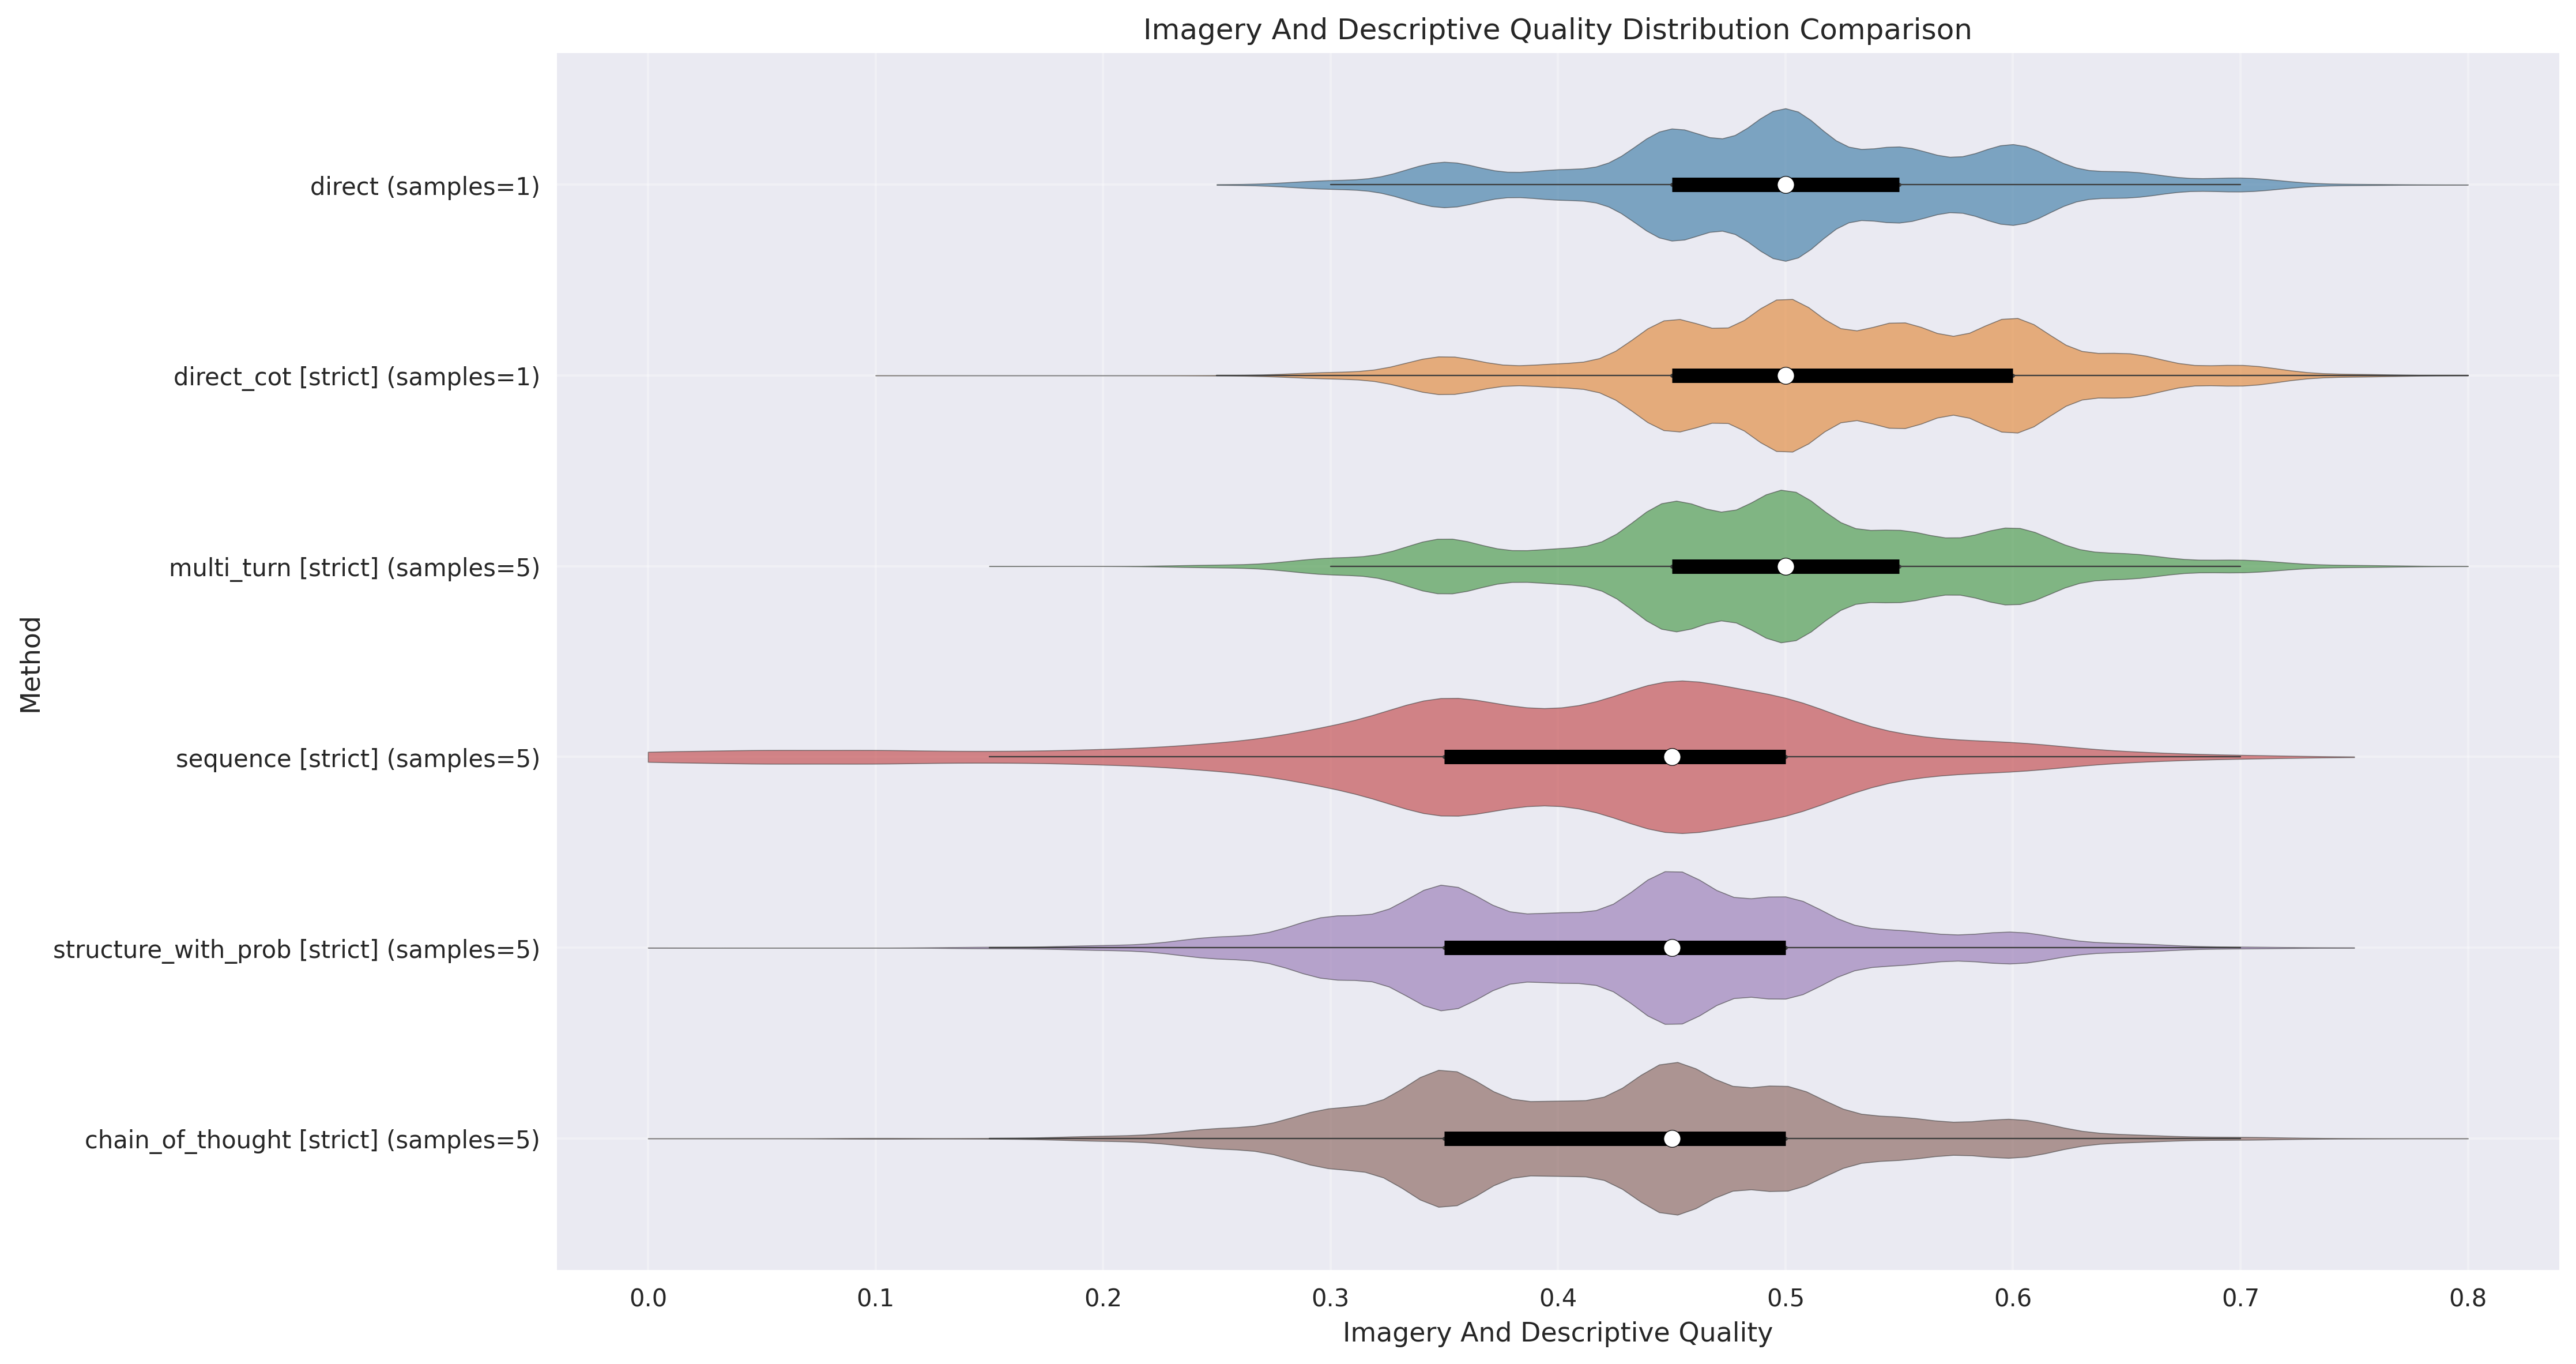 Imagery And Descriptive Quality Distribution Comparison
Method
direct (samples=1)
direct_cot [strict] (samples=1)
multi_turn [strict] (samples=5)
sequence [strict] (samples=5)
structure_with_prob [strict] (samples=5)
chain_of_thought [strict] (samples=5)
0.0 0.1 0.2 0.3 0.4 0.5 0.6 0.7 0.8
Imagery And Descriptive Quality